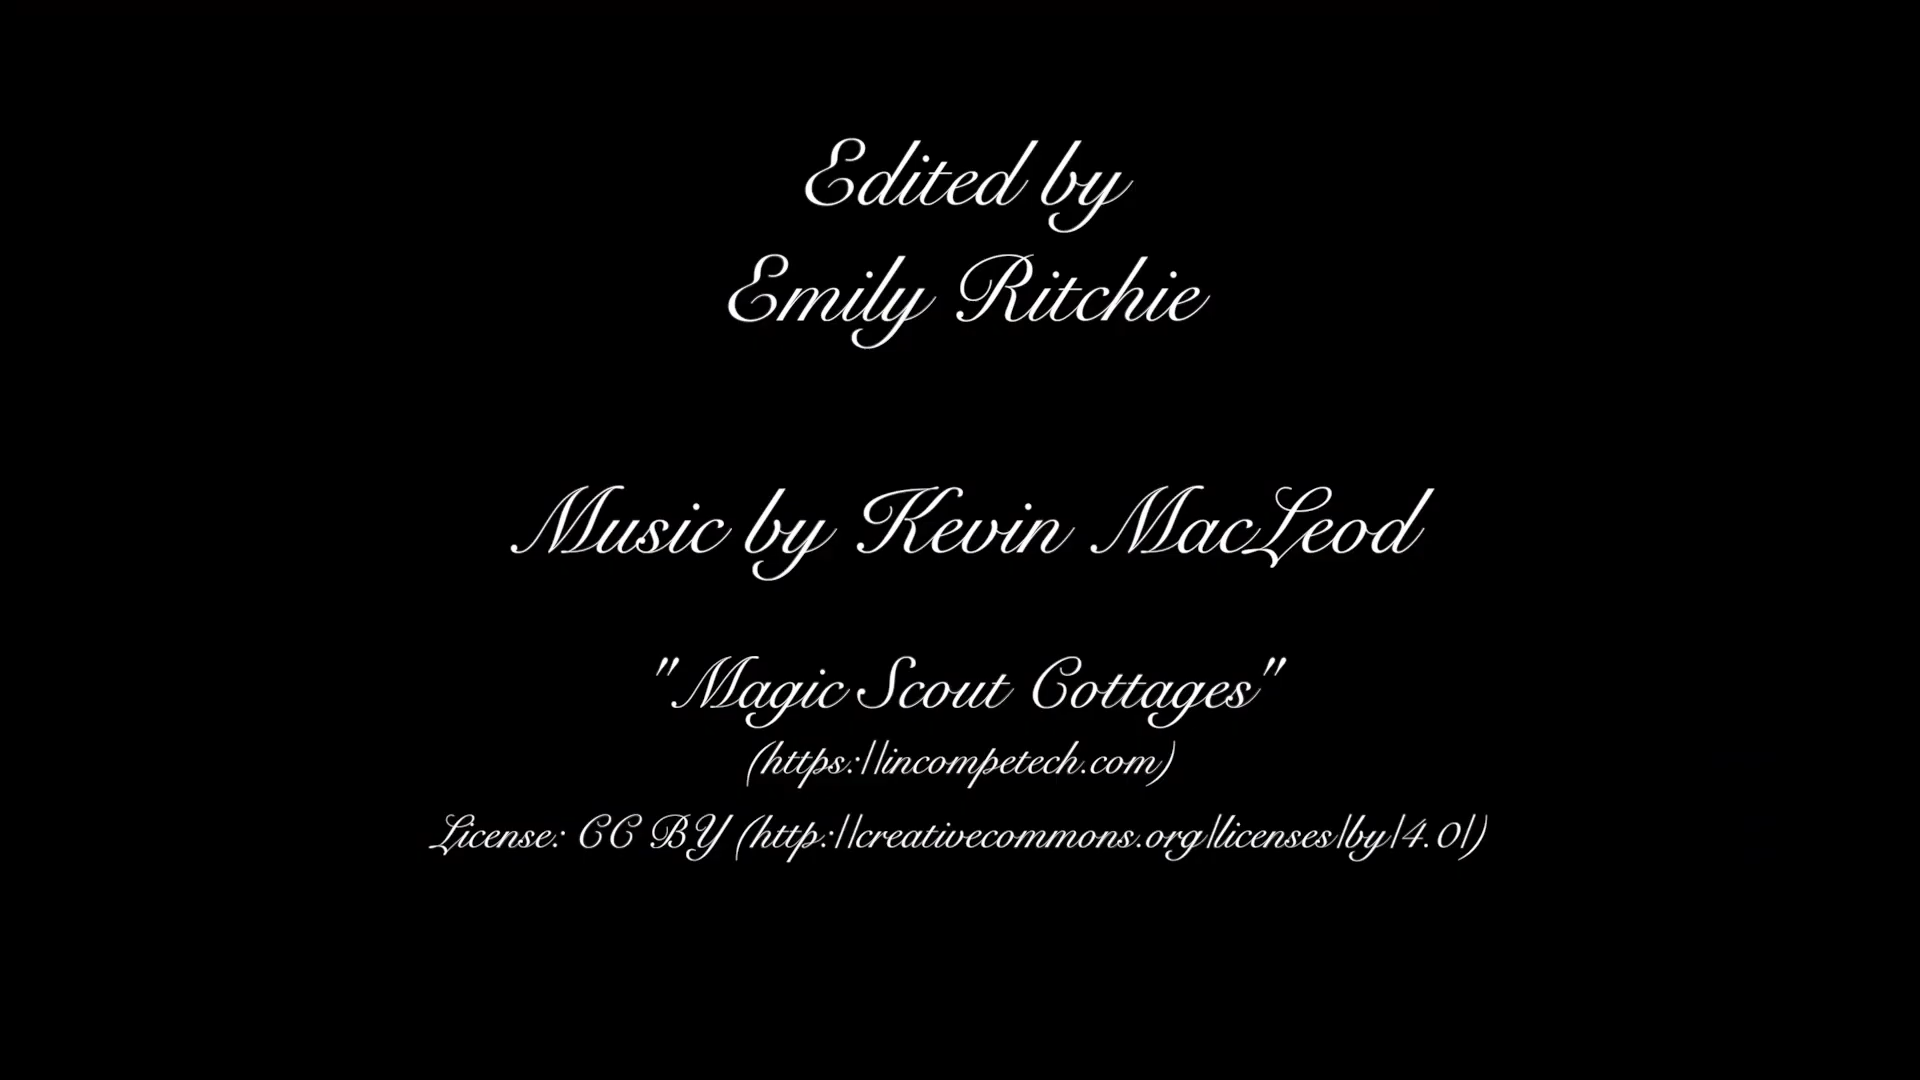 Edited by
Emily Ritchie
Music by Kevin MacLeod
"Magic Scout Cottages"
(https://incompetech.com)
License: CC BY (http://creativecommons.org/licenses/by/4.0/)